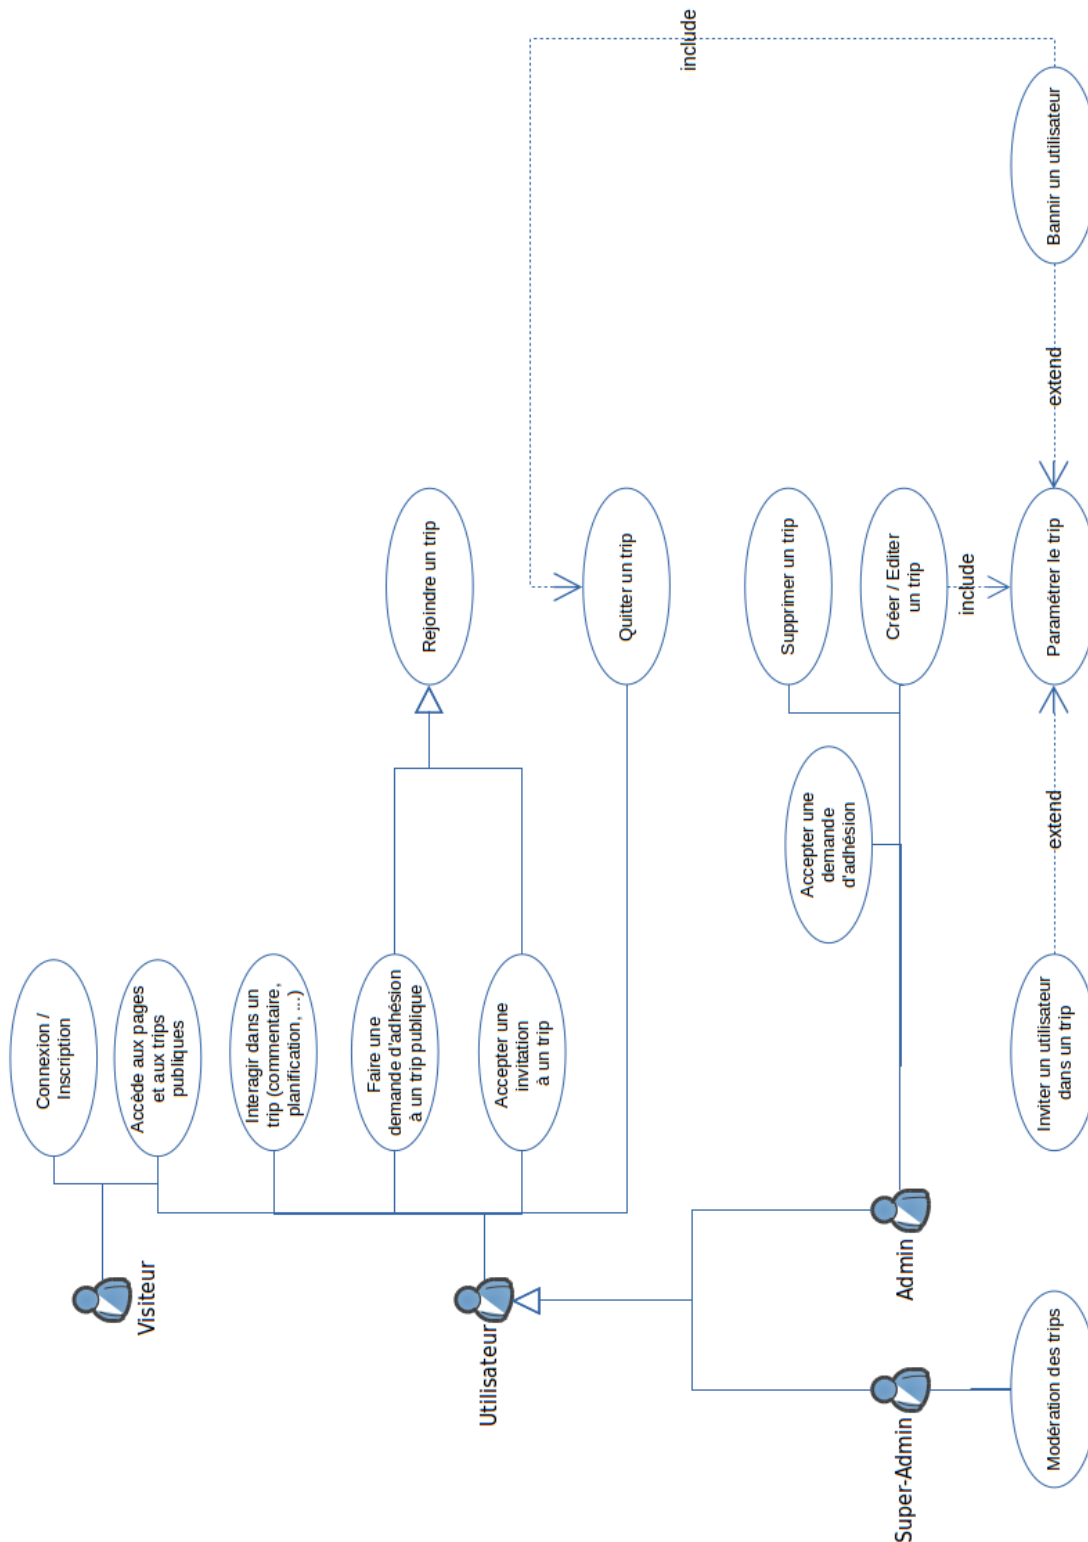 Visiteur
Connexion /
Inscription
Accède aux pages
et aux trips
publiques
Utilisateur
Interagir dans un
trip (commentaire,
planification, ...)
Faire une
demande d'adhésion
à un trip publique
Accepter une
invitation
à un trip
Rejoindre un trip
Quitter un trip
include
Super-Admin
Admin
Accepter une
demande
d'adhésion
Supprimer un trip
Créer / Editer
un trip
include
Modération des trips
Inviter un utilisateur
dans un trip
extend
Paramétrer le trip
extend
Bannir un utilisateur